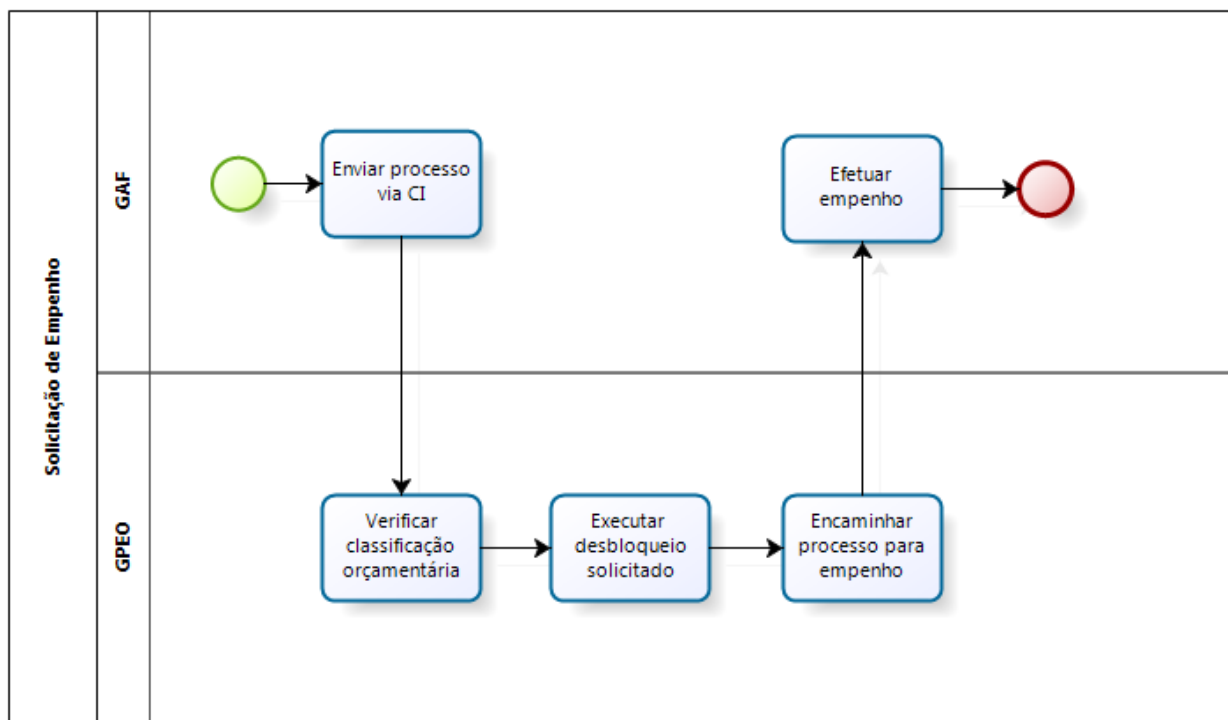 Solicitação de Empenho
GAF
Enviar processo
via CI
Efetuar
empenho
GPEO
Verificar
classificação
orçamentária
Executar
desbloqueio
solicitado
Encaminhar
processo para
empenho